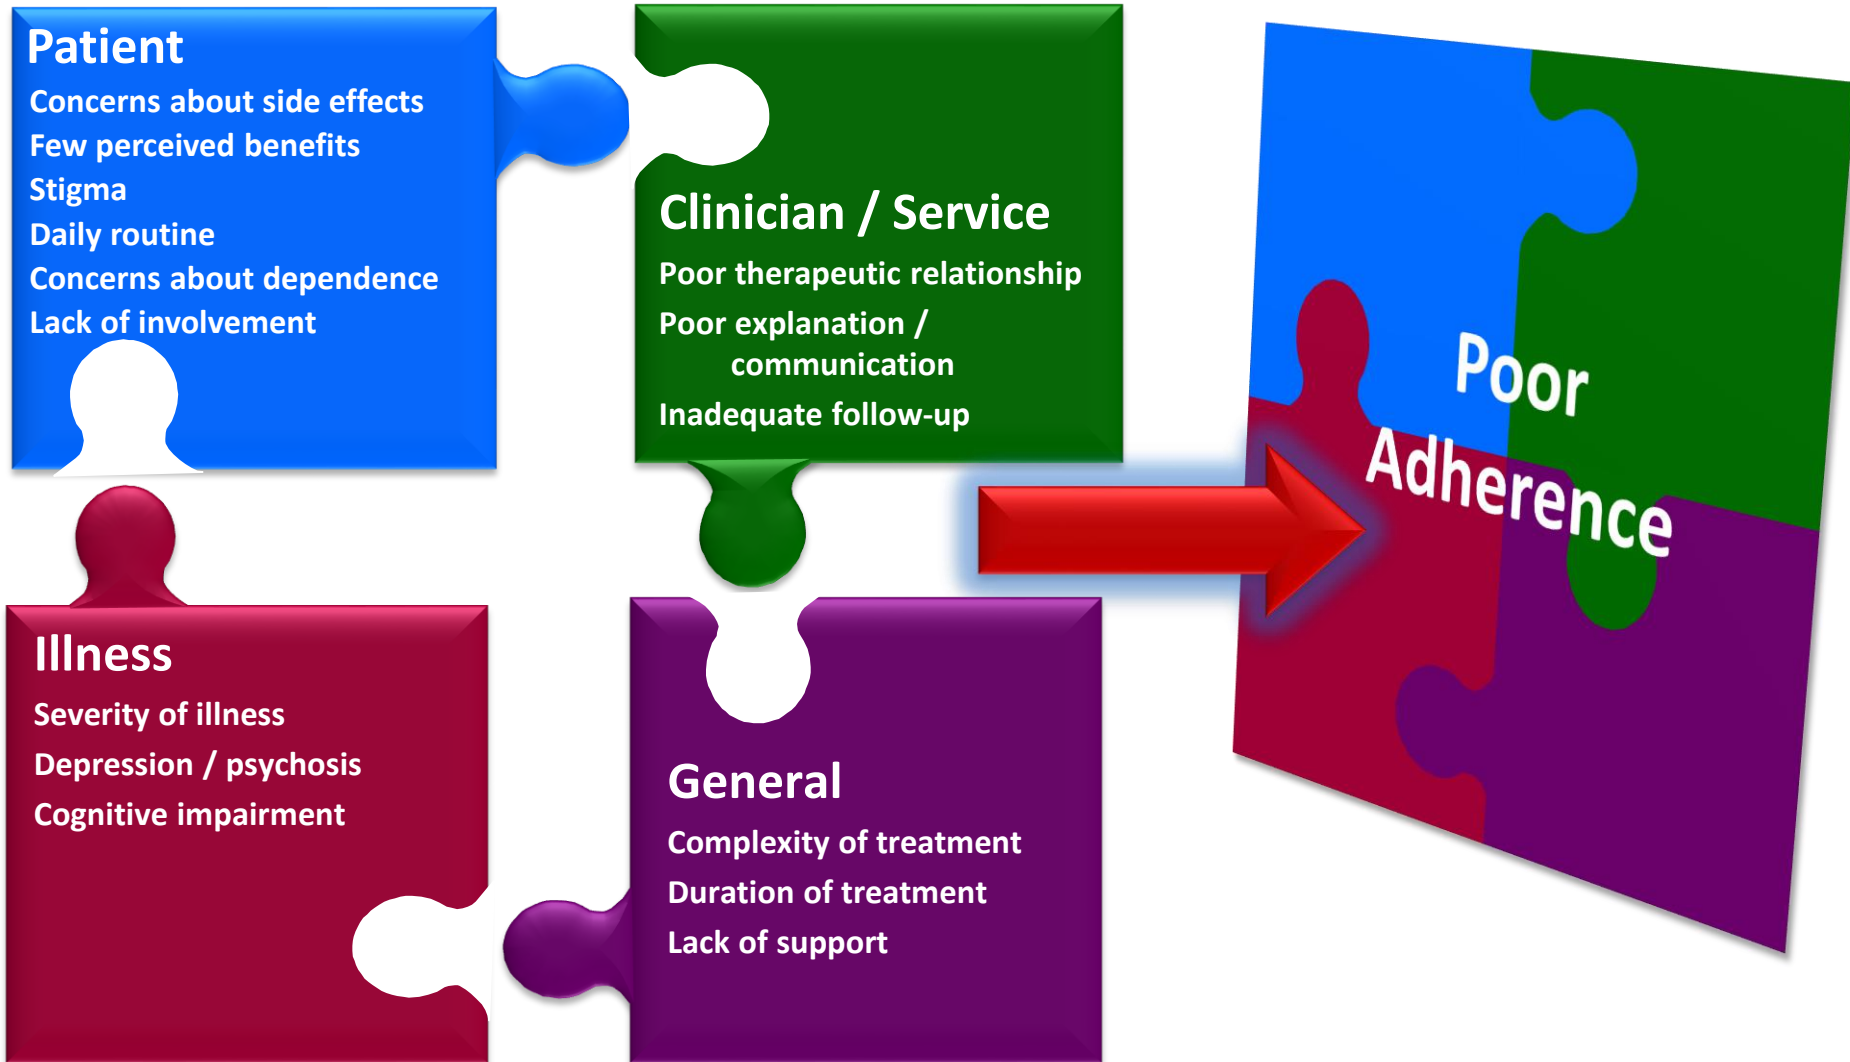 Patient
Concerns about side effects
Few perceived benefits
Stigma
Daily routine
Concerns about dependence
Lack of involvement
Clinician / Service
Poor therapeutic relationship
Poor explanation /
communication
Inadequate follow-up
Illness
Severity of illness
Depression / psychosis
Cognitive impairment
General
Complexity of treatment
Duration of treatment
Lack of support
Poor
Adherence